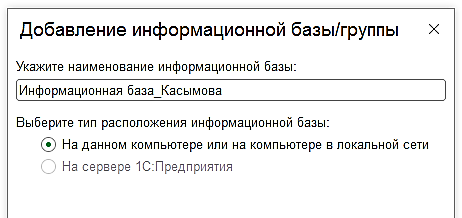 Добавление информационной базы/группы
Укажите наименование информационной базы:
Информационная база_Касымова
Выберите тип расположения информационной базы:
На данном компьютере или на компьютере в локальной сети
На сервере 1С:Предприятия